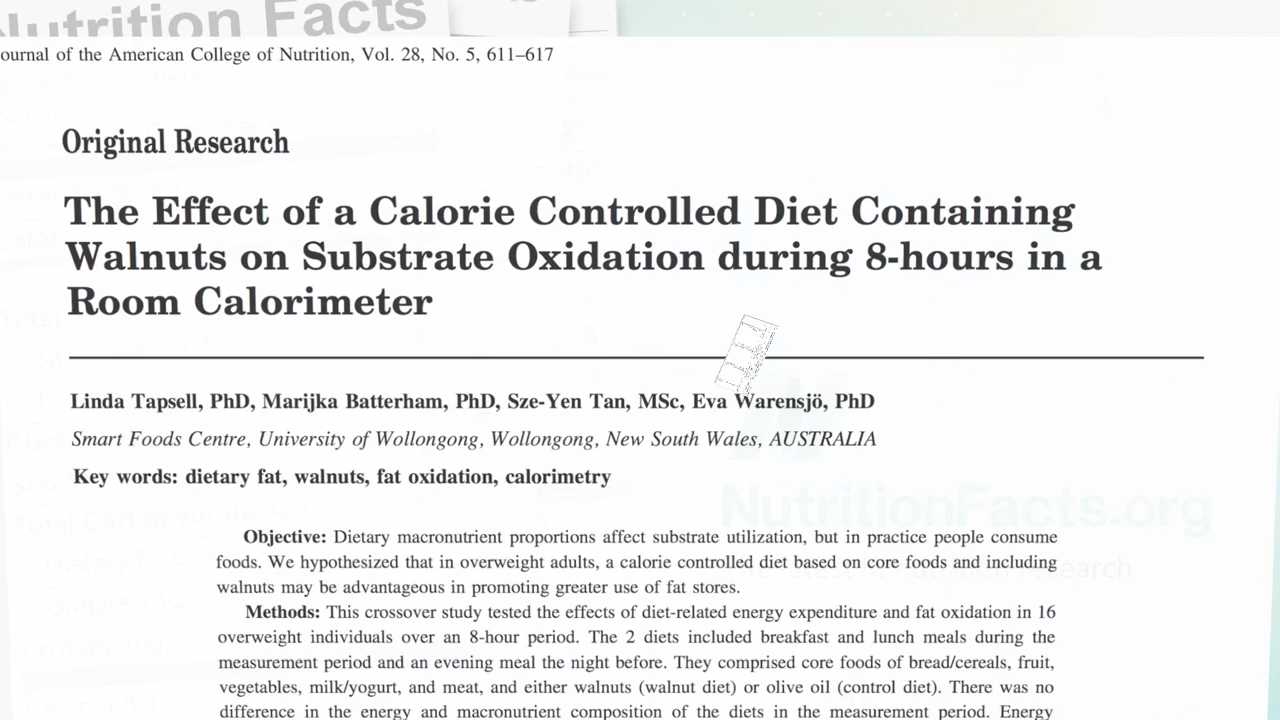 Nutrition Facts
ournal of the American College of Nutrition, Vol. 28, No. 5, 611–617
Original Research
The Effect of a Calorie Controlled Diet Containing
Walnuts on Substrate Oxidation during 8-hours in a
Room Calorimeter
Linda Tapsell, PhD, Marijka Batterham, PhD, Sze-Yen Tan, MSc, Eva Warensjö, PhD
Smart Foods Centre, University of Wollongong, Wollongong, New South Wales, AUSTRALIA
Key words: dietary fat, walnuts, fat oxidation, calorimetry
NutritionFacts.org
Objective: Dietary macronutrient proportions affect substrate utilization, but in practice people consume
foods. We hypothesized that in overweight adults, a calorie controlled diet based on core foods and including
walnuts may be advantageous in promoting greater use of fat stores.
Methods: This crossover study tested the effects of diet-related energy expenditure and fat oxidation in 16
overweight individuals over an 8-hour period. The 2 diets included breakfast and lunch meals during the
measurement period and an evening meal the night before. They comprised core foods of bread/cereals, fruit,
vegetables, milk/yogurt, and meat, and either walnuts (walnut diet) or olive oil (control diet). There was no
difference in the energy and macronutrient composition of the diets in the measurement period. Energy